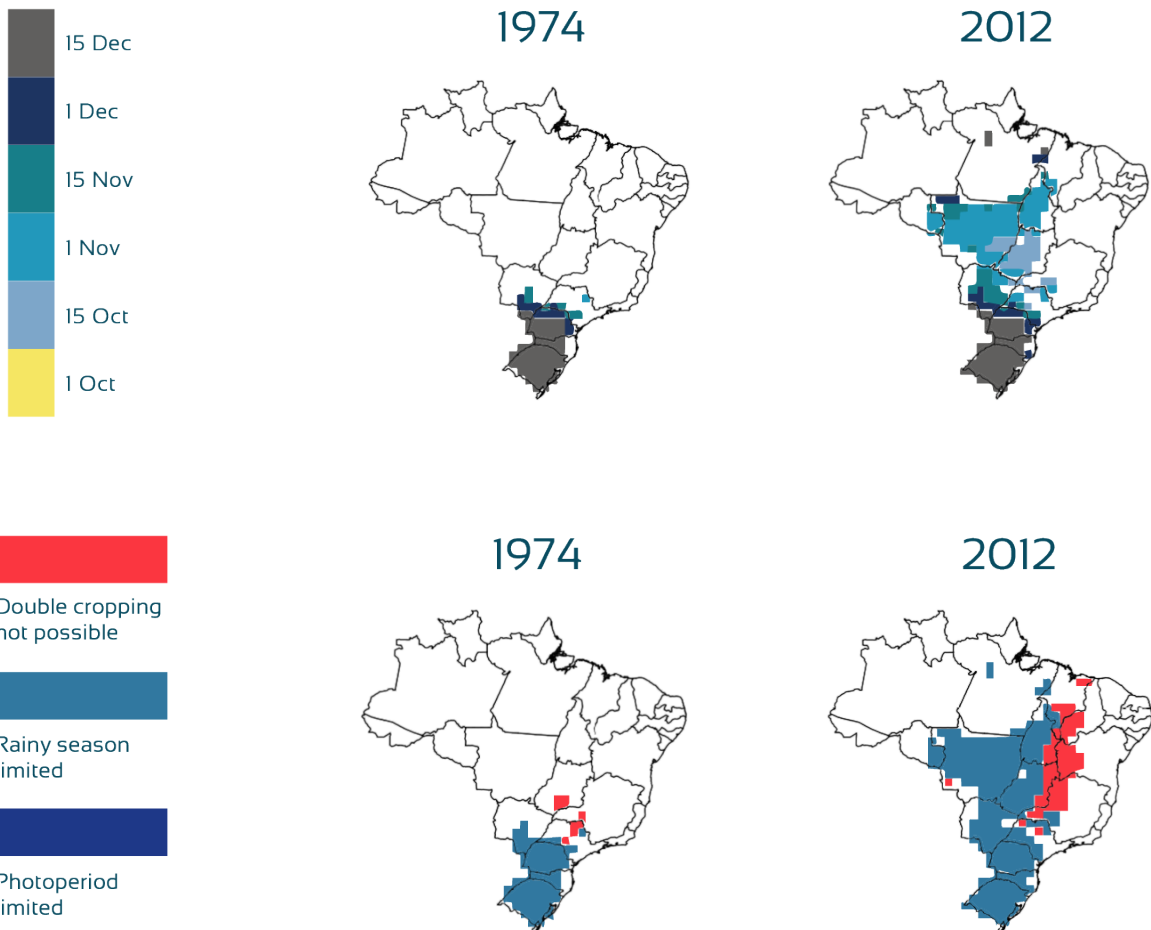 1974
2012
15 Dec
1 Dec
15 Nov
1 Nov
15 Oct
1 Oct
1974
2012
Double cropping
not possible
Rainy season
limited
Photoperiod
limited